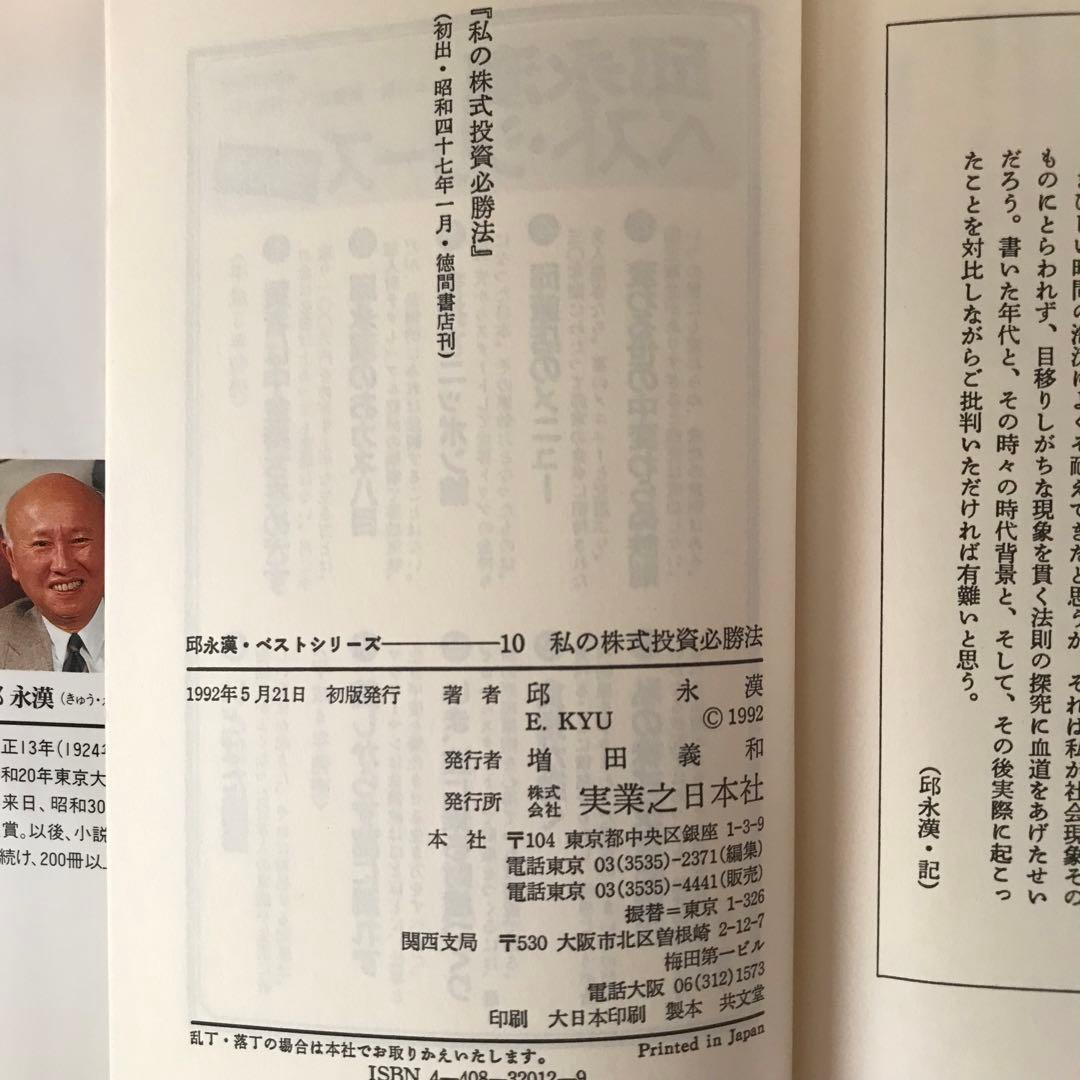 ものにとらわれず、目移りしがちな現象を貫く法則の探究に血道をあげたせい
だろう。書いた年代と、その時々の時代背景と、そして、その後実際に起こっ
たことを対比しながらご批判いただければ有難いと思う。
(邱永漢・記)
『私の株式投資必勝法』
(初出・昭和四十七年一月・徳間書店刊)
邱永漢・ベストシリーズ――――10 私の株式投資必勝法
1992年5月21日 初版発行 著者 邱永漢
E. KYU ©1992
発行者 増田義和
発行所 株式会社 実業之日本社
本社 〒104 東京都中央区銀座 1-3-9
電話東京 03(3535)-2371(編集)
電話東京 03(3535)-4441(販売)
振替=東京 1-326
関西支局 〒530 大阪市北区曽根崎 2-12-7
梅田第一ビル
電話大阪 06(312)1573
印刷 大日本印刷 製本 共文堂
乱丁・落丁の場合は本社でお取りかえいたします。
Printed in Japan
ISBN 4-408-32012-9
永漢(きゅう・
正13年(1924年
和20年東京大
来日、昭和30
賞。以後、小説
続け、200冊以上